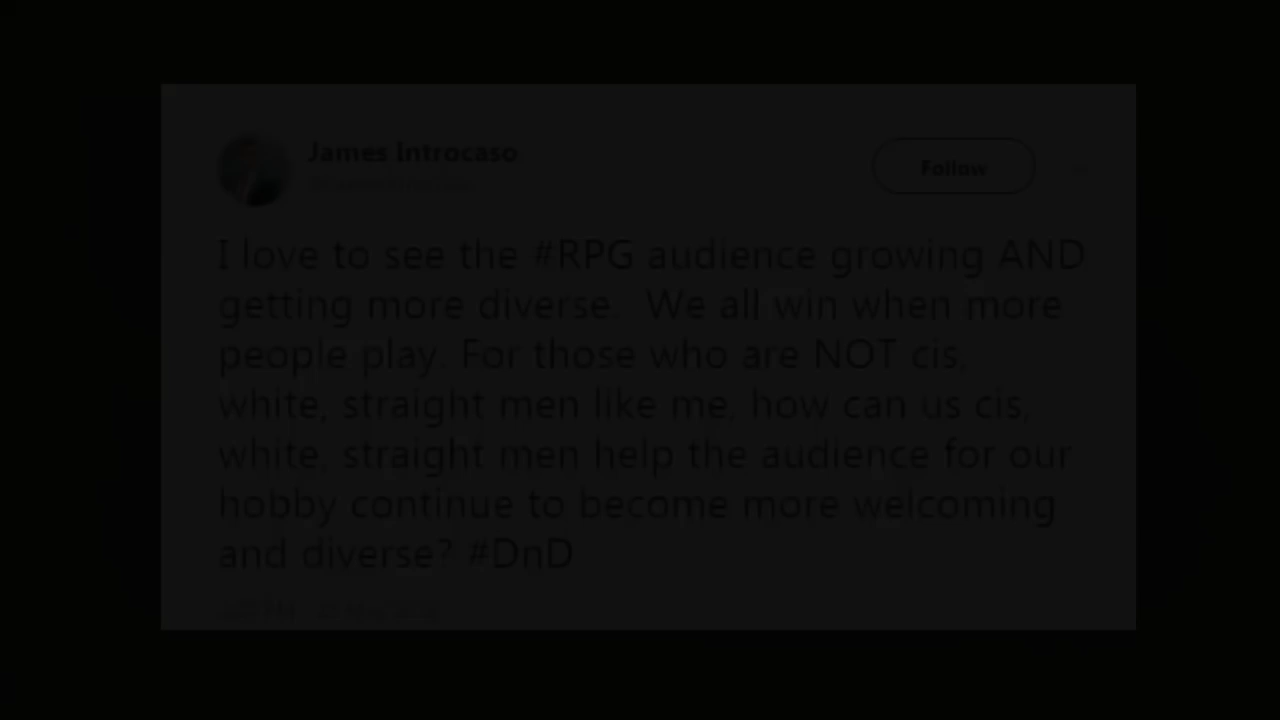 James Introcaso
Follow
I love to see the #RPG audience growing AND
getting more diverse.  We all win when more
people play. For those who are NOT cis,
white, straight men like me, how can us cis,
white, straight men help the audience for our
hobby continue to become more welcoming
and diverse? #DnD